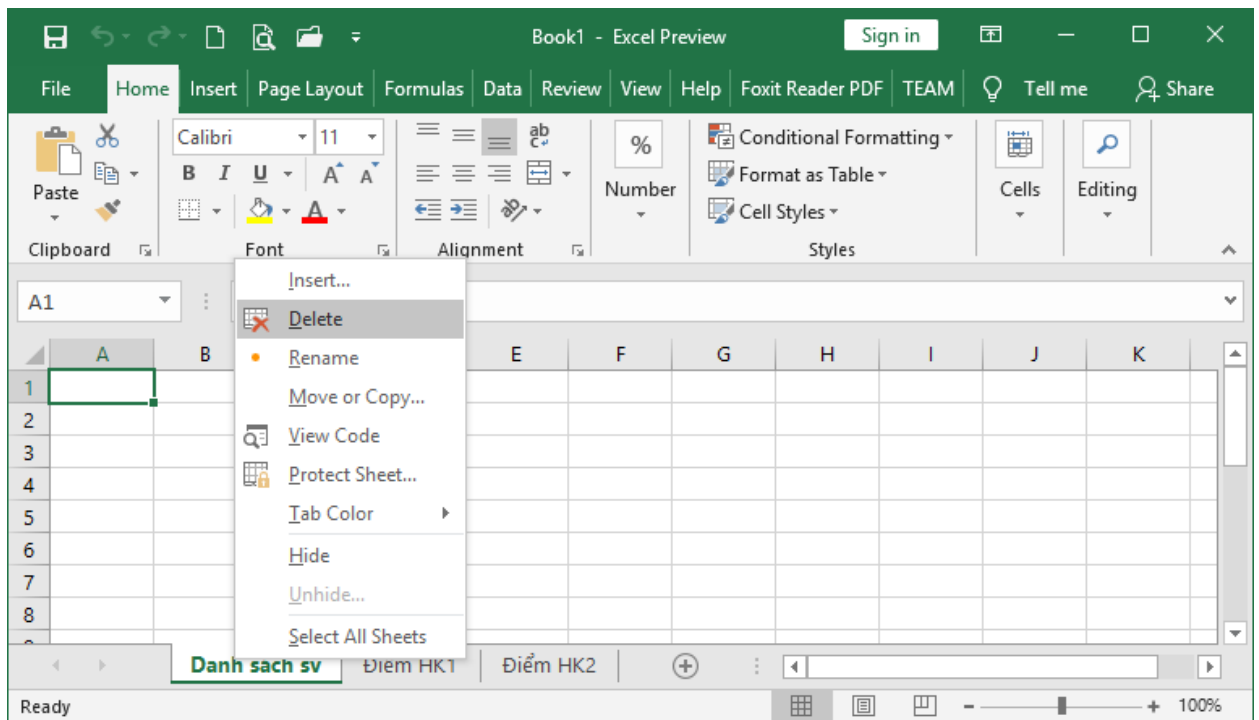 Book1 - Excel Preview Sign in
File Home Insert Page Layout Formulas Data Review View Help Foxit Reader PDF TEAM Tell me Share
Paste
Clipboard
Calibri 11
B I U A A
A
Font
ab
Alignment
%
Number
Conditional Formatting
Format as Table
Cell Styles
Styles
Cells
Editing
A1
Insert...
Delete
Rename
Move or Copy...
View Code
Protect Sheet...
Tab Color
Hide
Unhide...
Select All Sheets
A B E F G H I J K
1
2
3
4
5
6
7
8
Danh sach sv Điểm HK1 Điểm HK2
Ready 100%